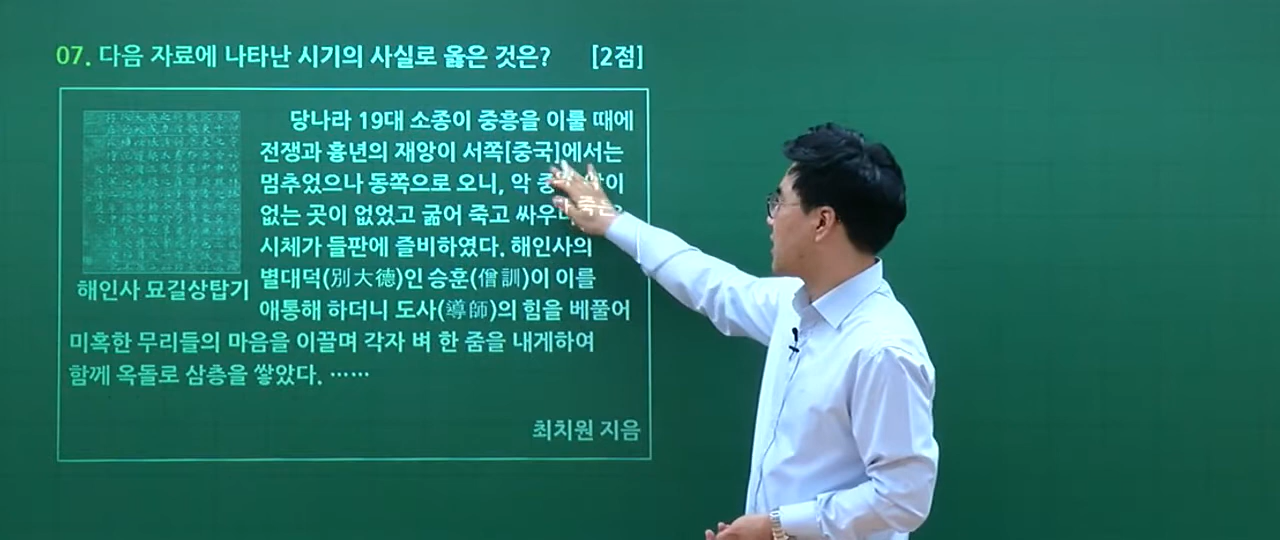 07. 다음 자료에 나타난 시기의 사실로 옳은 것은? [2점]
당나라 19대 소종이 중흥을 이룰 때에
전쟁과 흉년의 재앙이 서쪽[중국]에서는
멈추었으나 동쪽으로 오니, 악 중의 악이
없는 곳이 없었고 굶어 죽고 싸우다 죽은
시체가 들판에 즐비하였다. 해인사의
별대덕(別大德)인 승훈(僧訓)이 이를
애통해 하더니 도사(導師)의 힘을 베풀어
미혹한 무리들의 마음을 이끌며 각자 벼 한 줌을 내게하여
함께 옥돌로 삼층을 쌓았다. ……
해인사 묘길상탑기
최치원 지음